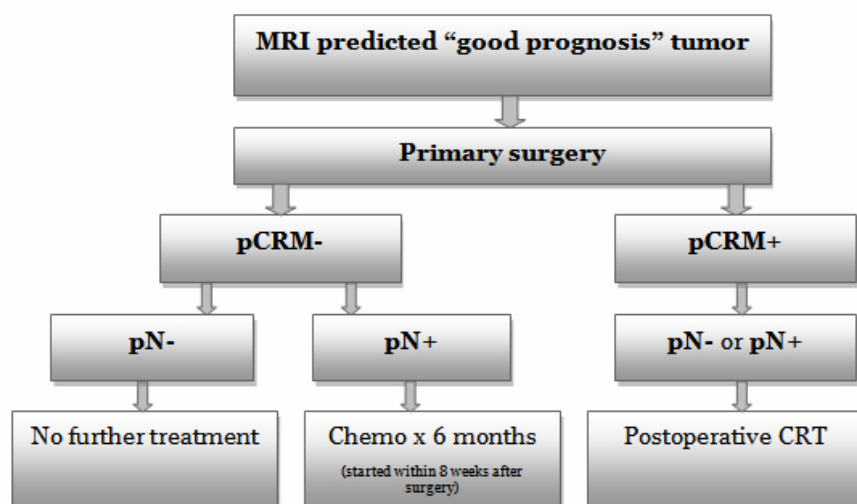 MRI predicted “good prognosis” tumor
Primary surgery
pCRM-
pCRM+
pN-
pN+
pN- or pN+
No further treatment
Chemo x 6 months
(started within 8 weeks after
surgery)
Postoperative CRT